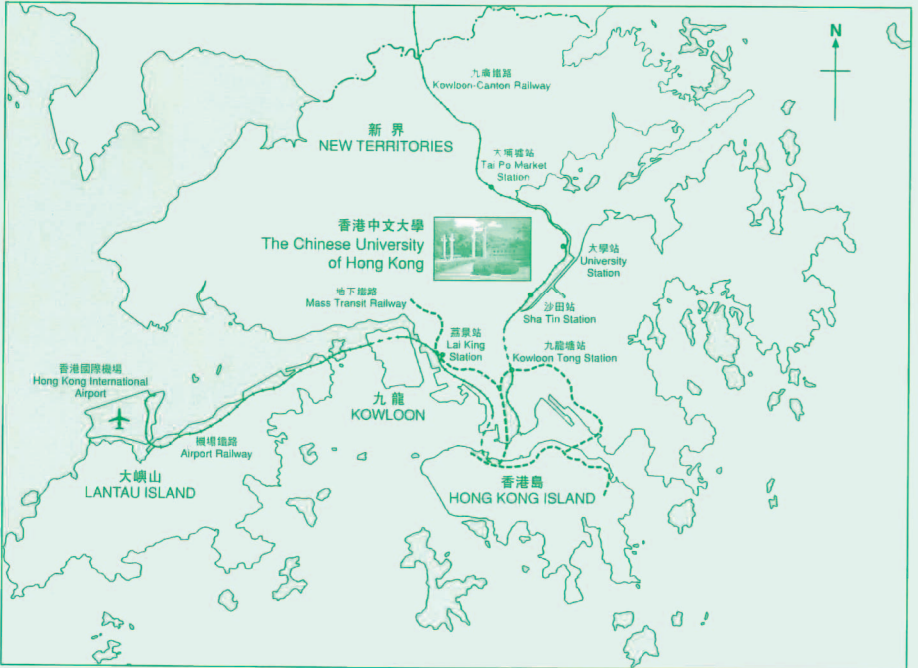 N
九廣鐵路
Kowloon-Canton Railway
新界
NEW TERRITORIES
大埔墟站
Tai Po Market
Station
香港中文大學
The Chinese University
of Hong Kong
大學站
University
Station
地下鐵路
Mass Transit Railway
沙田站
Sha Tin Station
荔景站
Lai King
Station
九龍塘站
Kowloon Tong Station
香港國際機場
Hong Kong International
Airport
九龍
KOWLOON
機場鐵路
Airport Railway
大嶼山
LANTAU ISLAND
香港島
HONG KONG ISLAND